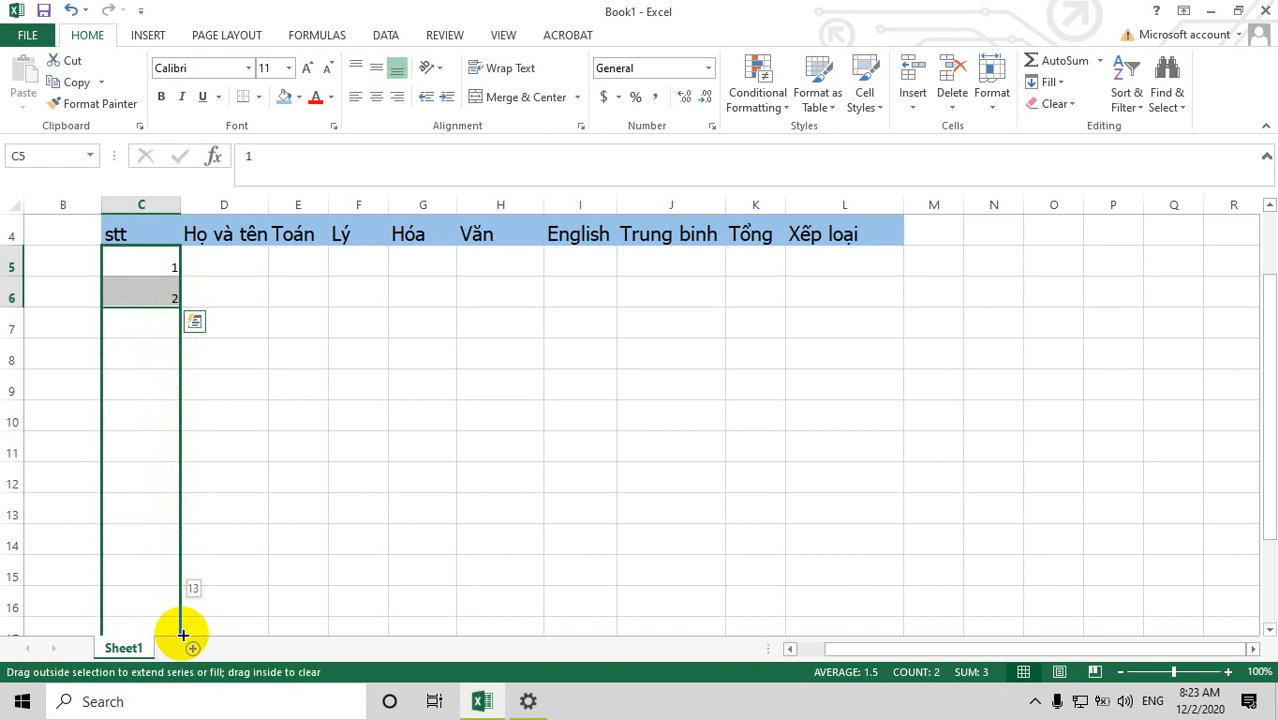 Book1 - Excel
?
FILE HOME INSERT PAGE LAYOUT FORMULAS DATA REVIEW VIEW ACROBAT Microsoft account
Paste Cut Copy Format Painter
Clipboard
Calibri 11
B I U A
Font
Wrap Text
Merge & Center
Alignment
General
$ % ,
Number
Conditional Formatting
Format as Table
Cell Styles
Styles
Insert Delete Format
Cells
AutoSum
Fill
Clear
Sort & Filter
Find & Select
Editing
C5 fx 1
B C D E F G H I J K L M N O P Q R
4 stt Họ và tên Toán Lý Hóa Văn English Trung binh Tổng Xếp loại
5 1
6 2
7
8
9
10
11
12
13
14
15 13
16
Sheet1
Drag outside selection to extend series or fill; drag inside to clear AVERAGE: 1.5 COUNT: 2 SUM: 3 100%
Search ENG 8:23 AM
12/2/2020